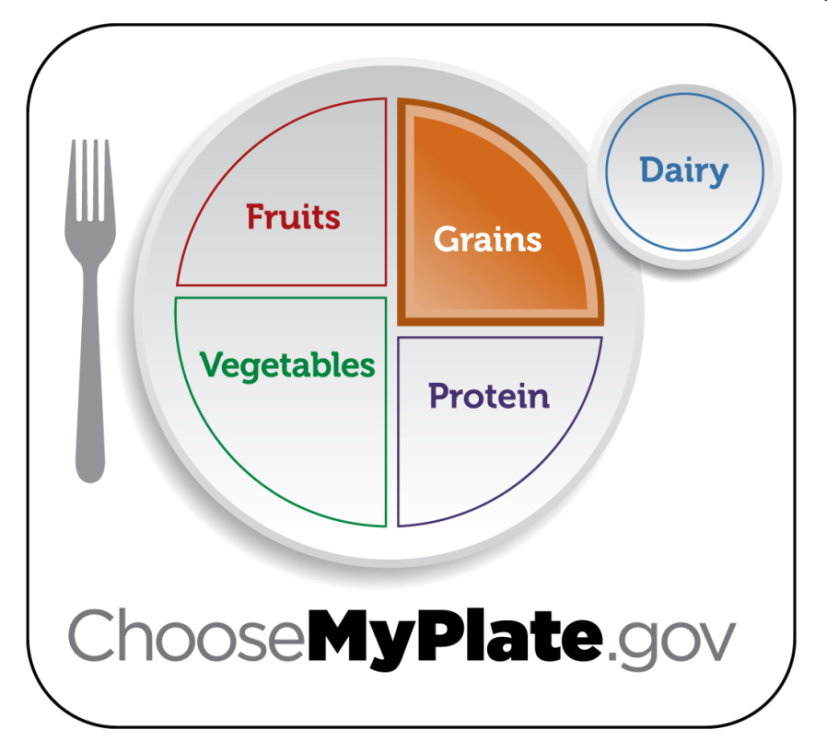 Fruits
Grains
Dairy
Vegetables
Protein
ChooseMyPlate.gov